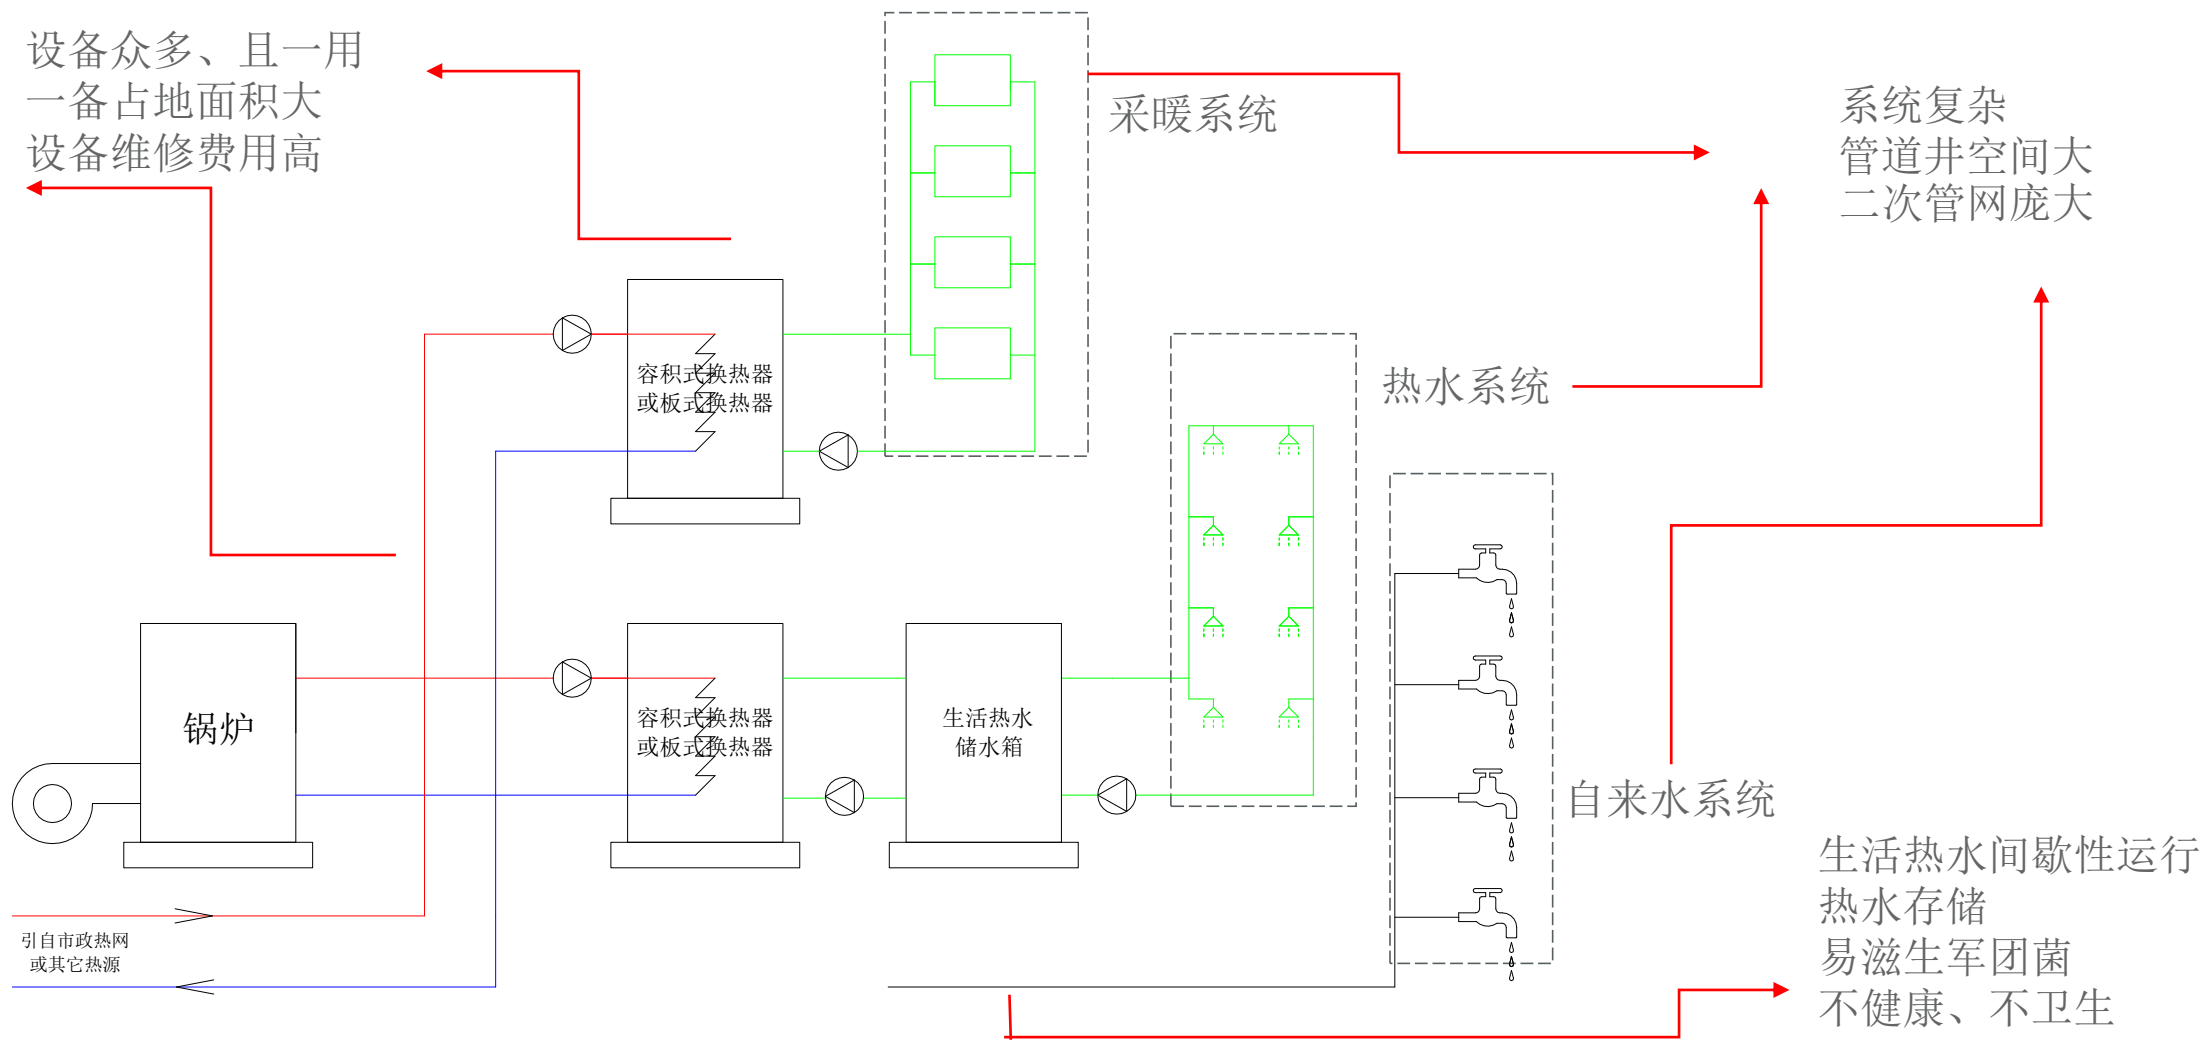 设备众多、且一用
一备占地面积大
设备维修费用高
采暖系统
系统复杂
管道井空间大
二次管网庞大
容积式换热器
或板式换热器
热水系统
锅炉
容积式换热器
或板式换热器
生活热水
储水箱
自来水系统
引自市政热网
或其它热源
生活热水间歇性运行
热水存储
易滋生军团菌
不健康、不卫生